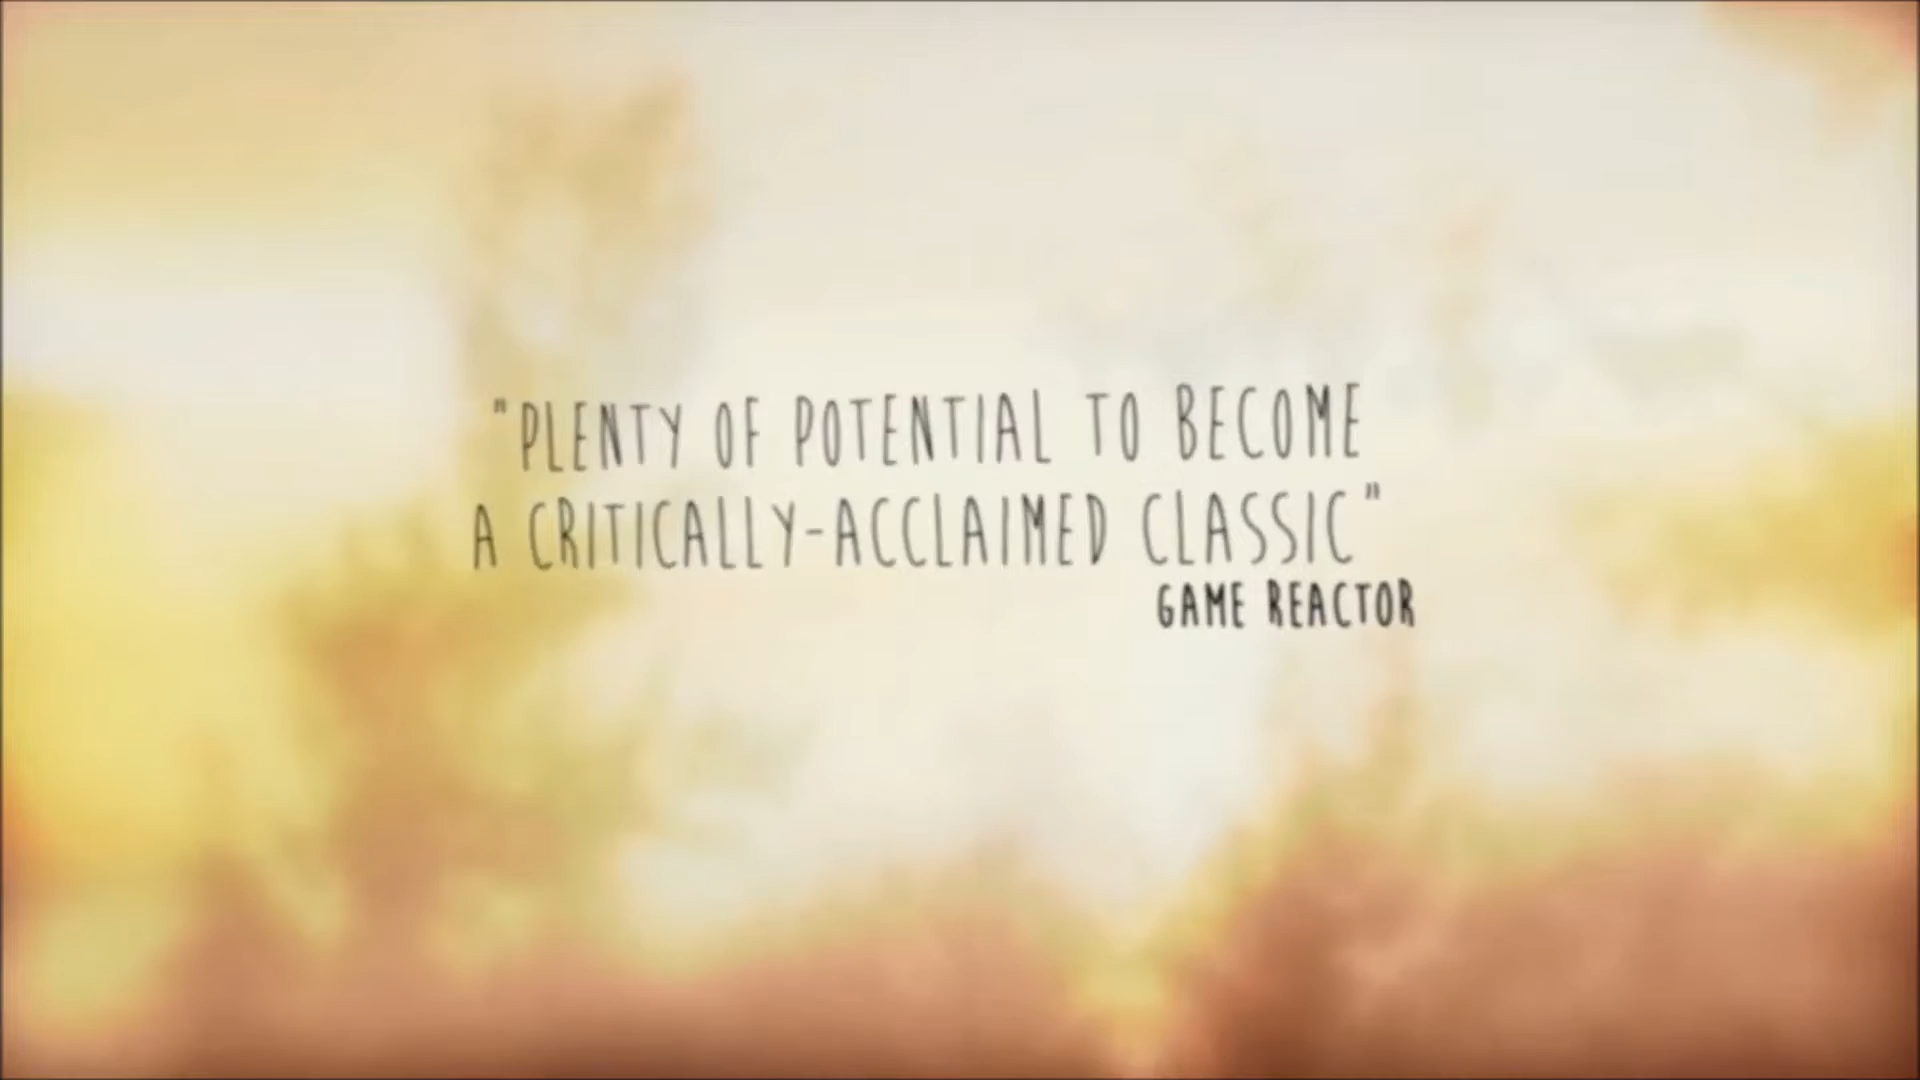 "PLENTY OF POTENTIAL TO BECOME
A CRITICALLY-ACCLAIMED CLASSIC"
GAME REACTOR